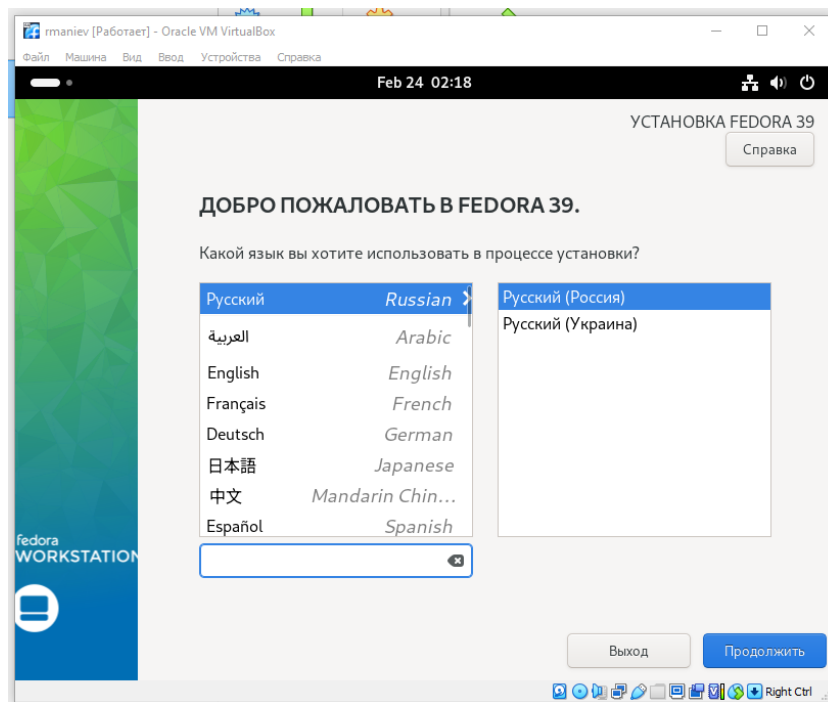 rmaniev [Работает] - Oracle VM VirtualBox
Файл Машина Вид Ввод Устройства Справка
Feb 24 02:18
УСТАНОВКА FEDORA 39
Справка
ДОБРО ПОЖАЛОВАТЬ В FEDORA 39.
Какой язык вы хотите использовать в процессе установки?
Русский Russian
العربية Arabic
English English
Français French
Deutsch German
日本語 Japanese
中文 Mandarin Chin...
Español Spanish
Русский (Россия)
Русский (Украина)
fedora
WORKSTATION
Выход Продолжить
Right Ctrl